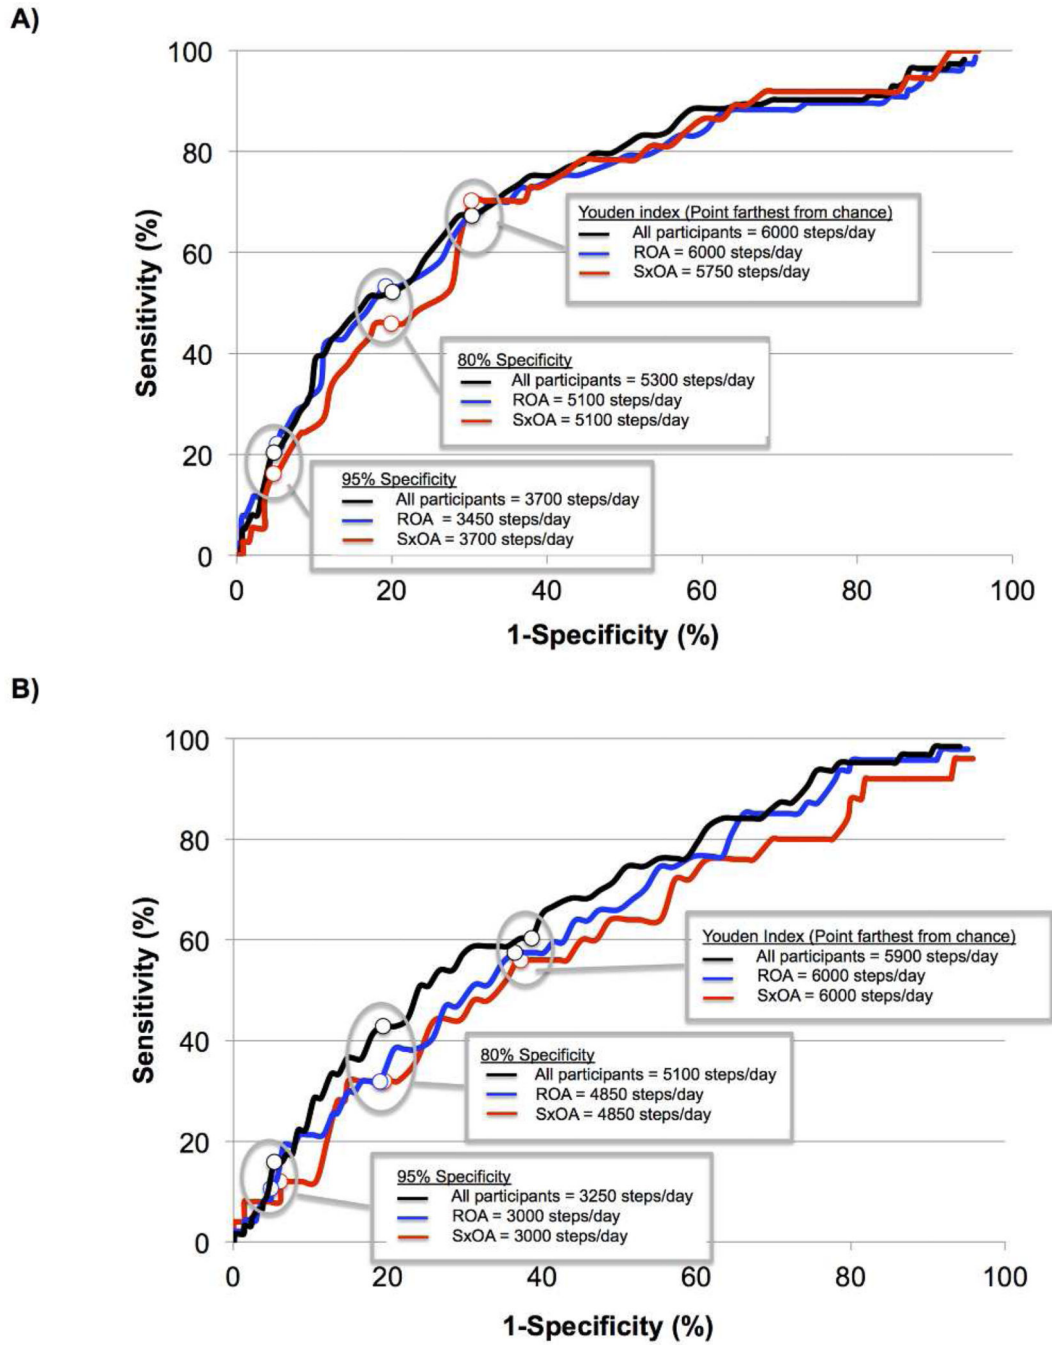 A)
100
80
60
40
20
0
Sensitivity (%)
Youden index (Point farthest from chance)
All participants = 6000 steps/day
ROA = 6000 steps/day
SxOA = 5750 steps/day
80% Specificity
All participants = 5300 steps/day
ROA = 5100 steps/day
SxOA = 5100 steps/day
95% Specificity
All participants = 3700 steps/day
ROA = 3450 steps/day
SxOA = 3700 steps/day
0 20 40 60 80 100
1-Specificity (%)
B)
100
80
60
40
20
0
Sensitivity (%)
Youden Index (Point farthest from chance)
All participants = 5900 steps/day
ROA = 6000 steps/day
SxOA = 6000 steps/day
80% Specificity
All participants = 5100 steps/day
ROA = 4850 steps/day
SxOA = 4850 steps/day
95% Specificity
All participants = 3250 steps/day
ROA = 3000 steps/day
SxOA = 3000 steps/day
0 20 40 60 80 100
1-Specificity (%)